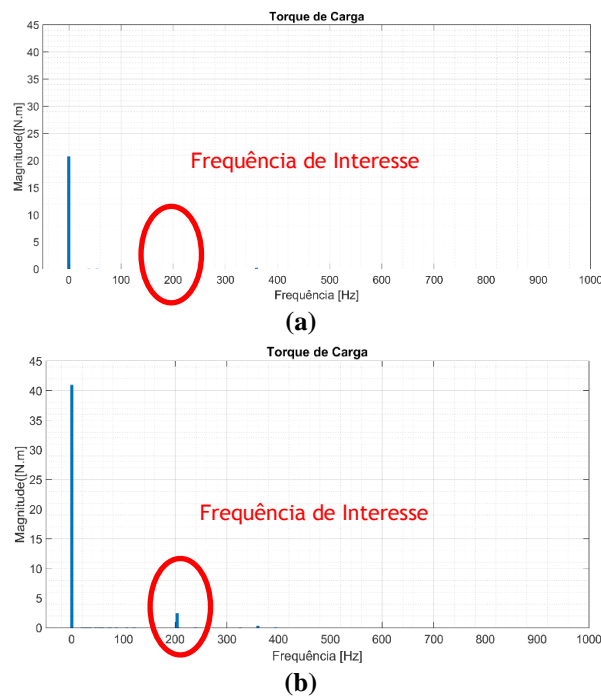 Torque de Carga
45
40
35
30
25
20
15
10
5
0
Magnitude([N.m]
Frequência de Interesse
0 100 200 300 400 500 600 700 800 900 1000
Frequência [Hz]
(a)
Torque de Carga
45
40
35
30
25
20
15
10
5
0
Magnitude([N.m]
Frequência de Interesse
0 100 200 300 400 500 600 700 800 900 1000
Frequência [Hz]
(b)